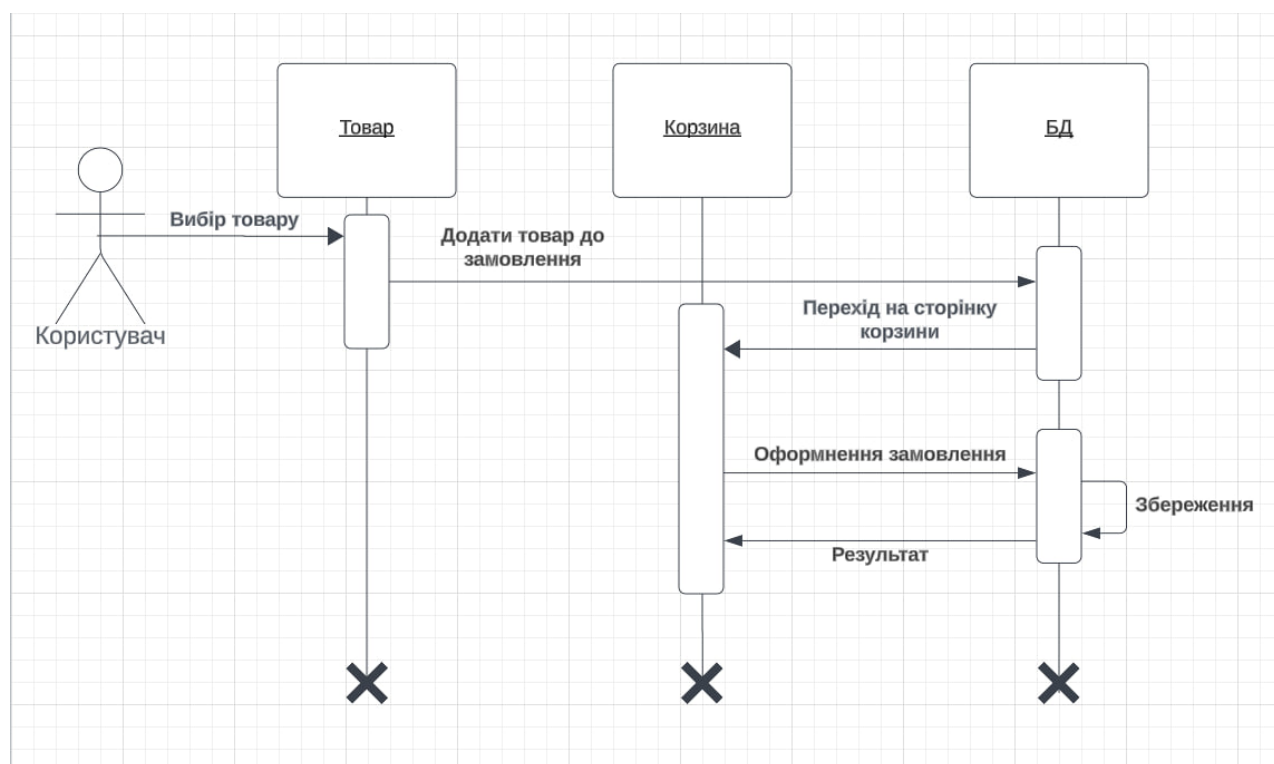 Товар
Корзина
БД
Вибір товару
Додати товар до
замовлення
Перехід на сторінку
корзини
Користувач
Оформнення замовлення
Збереження
Результат